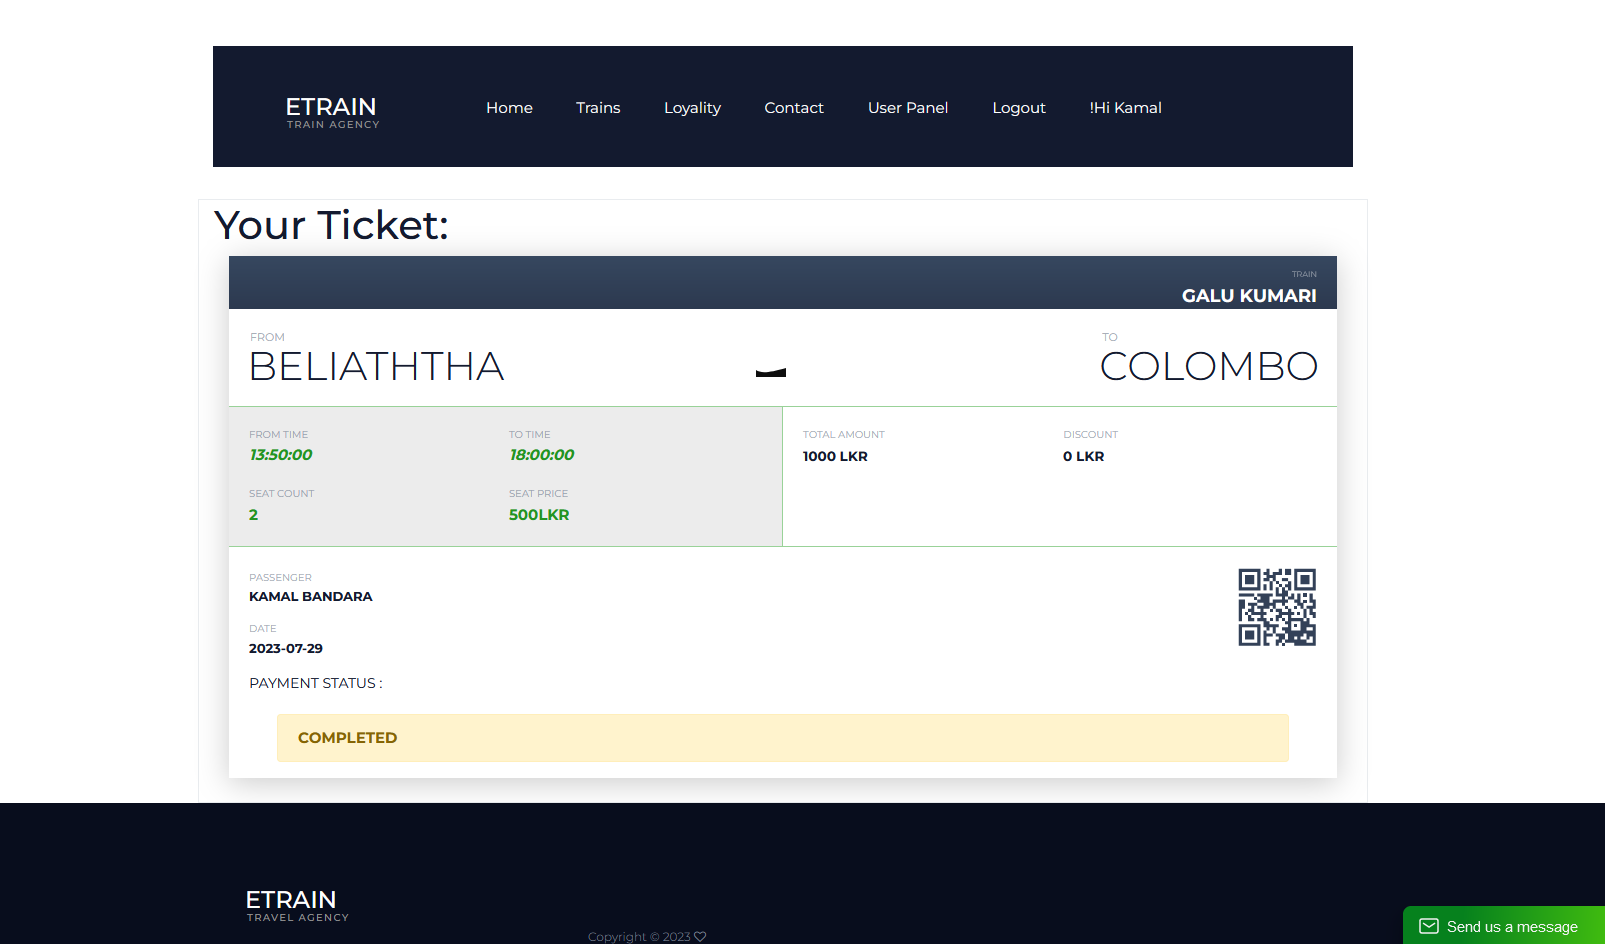 ETRAIN
TRAIN AGENCY
Home Trains Loyality Contact User Panel Logout !Hi Kamal
Your Ticket:
TRAIN
GALU KUMARI
FROM TO
BELIATHTHA COLOMBO
FROM TIME TO TIME TOTAL AMOUNT DISCOUNT
13:50:00 18:00:00 1000 LKR 0 LKR
SEAT COUNT SEAT PRICE
2 500LKR
PASSENGER
KAMAL BANDARA
DATE
2023-07-29
PAYMENT STATUS :
COMPLETED
ETRAIN
TRAVEL AGENCY
Copyright © 2023
Send us a message